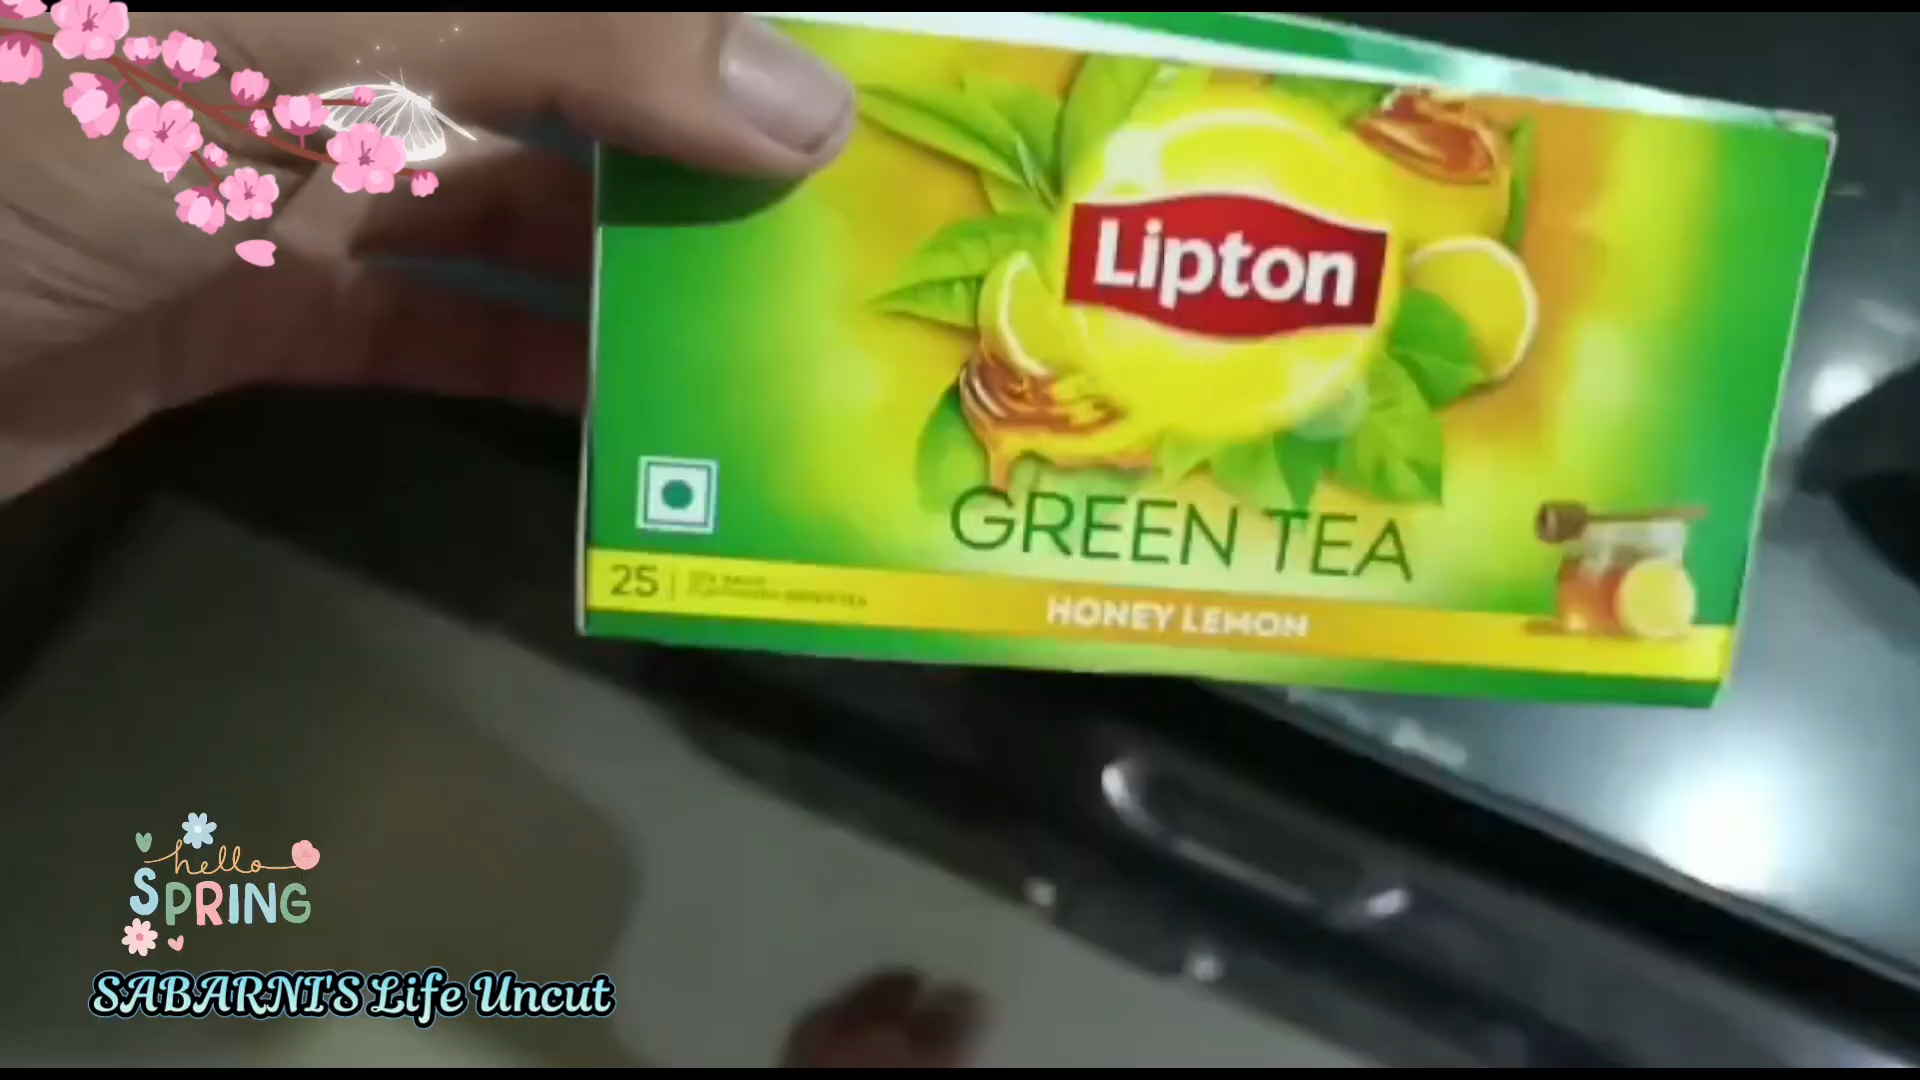 Lipton
GREEN TEA
25
HONEY LEMON
hello
SPRING
SABARNI'S Life Uncut